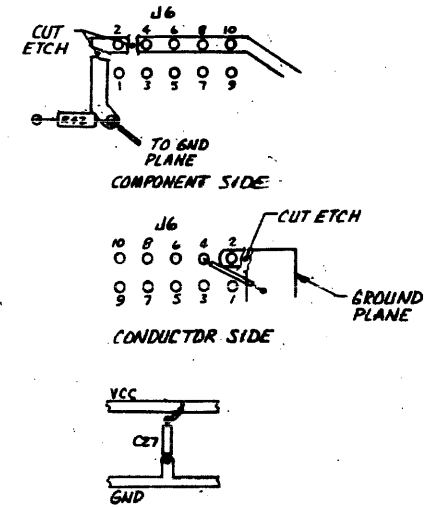 J6
CUT
ETCH
2 4 6 8 10
1 3 5 7 9
R42
TO GND
PLANE
COMPONENT SIDE
J6
CUT ETCH
10 8 6 4 2
9 7 5 3 1
GROUND
PLANE
CONDUCTOR SIDE
VCC
C27
GND